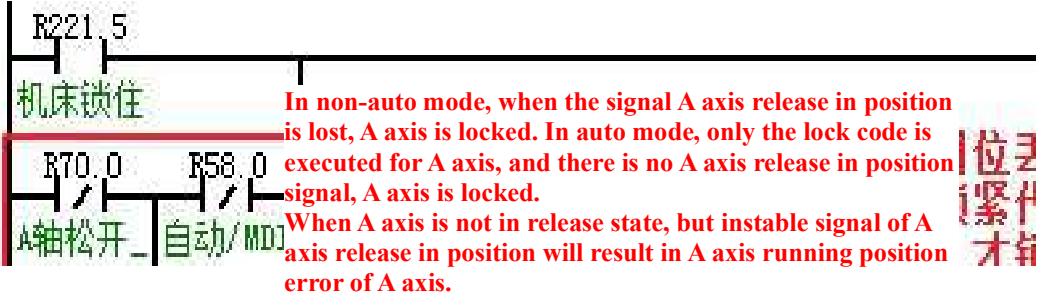 R221.5
机床锁住
In non-auto mode, when the signal A axis release in position
is lost, A axis is locked. In auto mode, only the lock code is
executed for A axis, and there is no A axis release in position
signal, A axis is locked.
When A axis is not in release state, but instable signal of A
axis release in position will result in A axis running position
error of A axis.
R70.0 R58.0
A轴松开_ 自动/MDI
位
紧
才